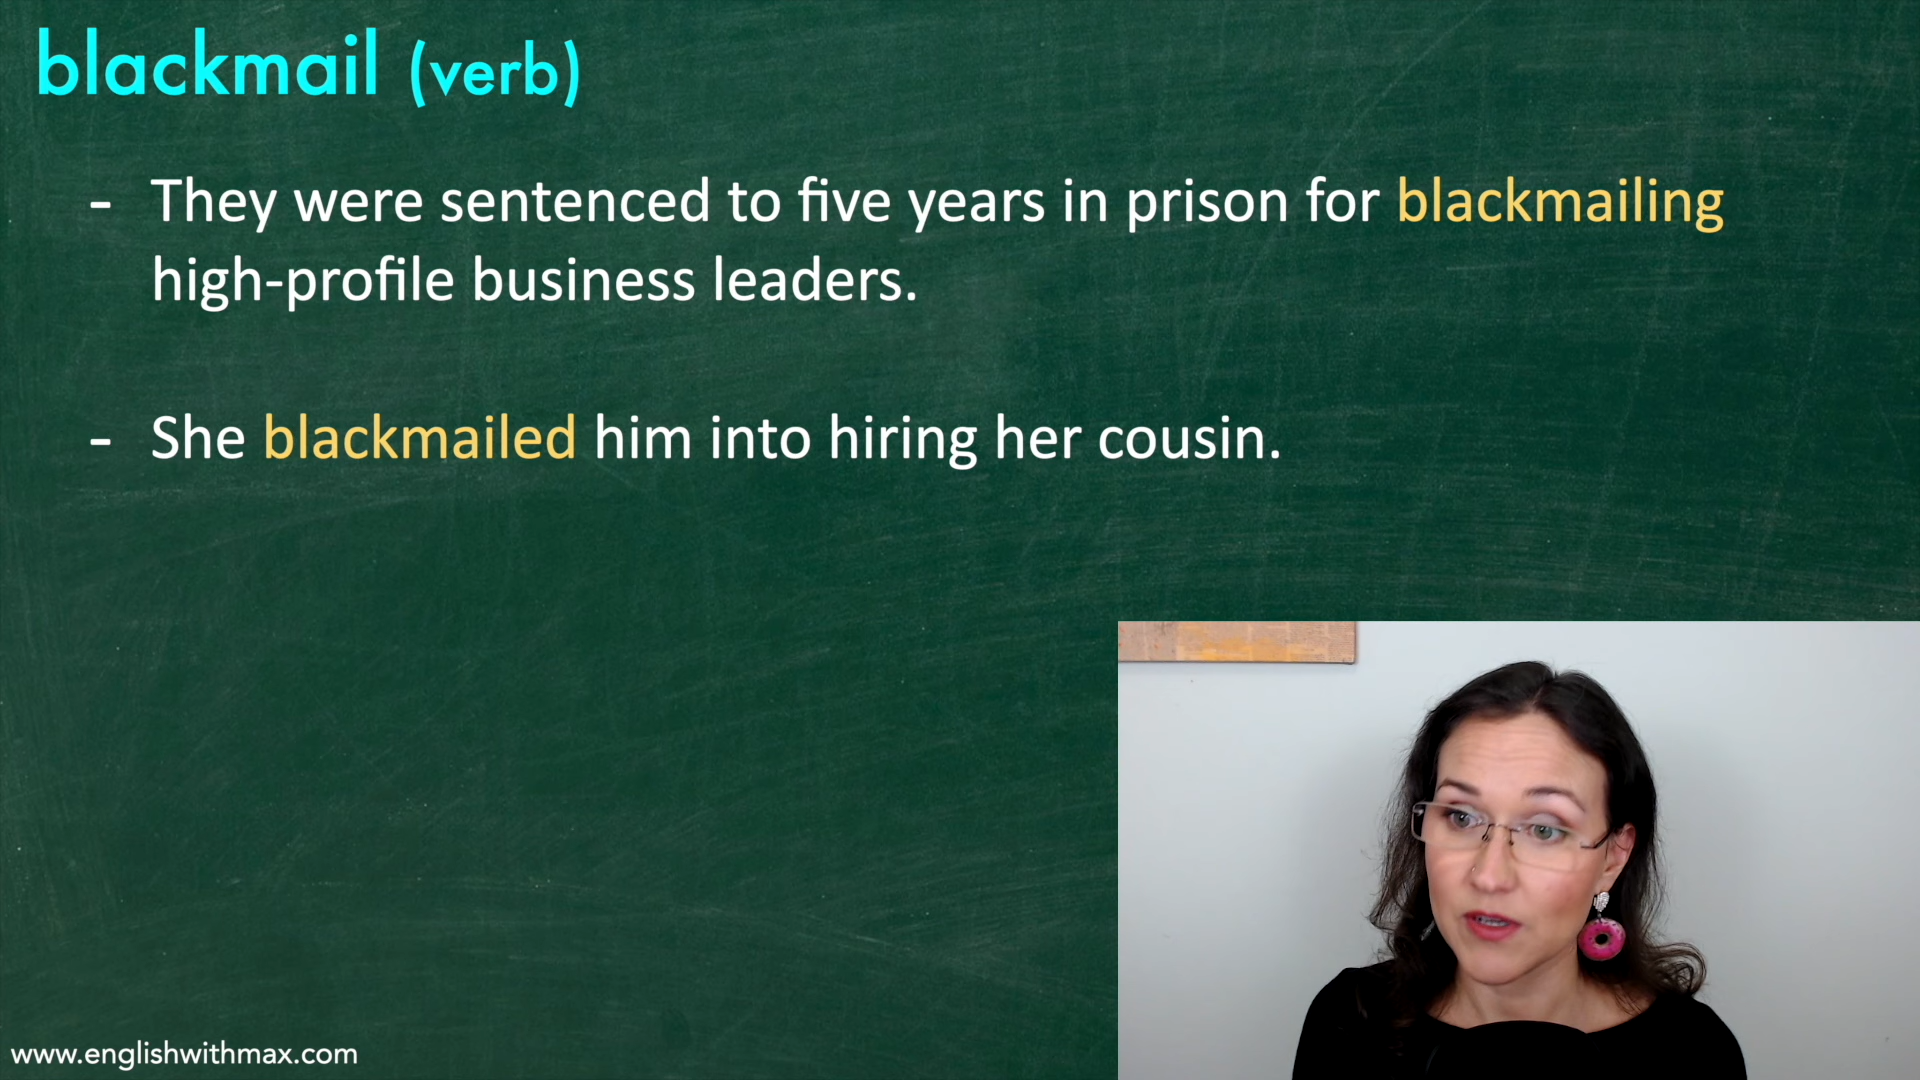 blackmail (verb)
- They were sentenced to five years in prison for blackmailing
high-profile business leaders.
- She blackmailed him into hiring her cousin.
www.englishwithmax.com